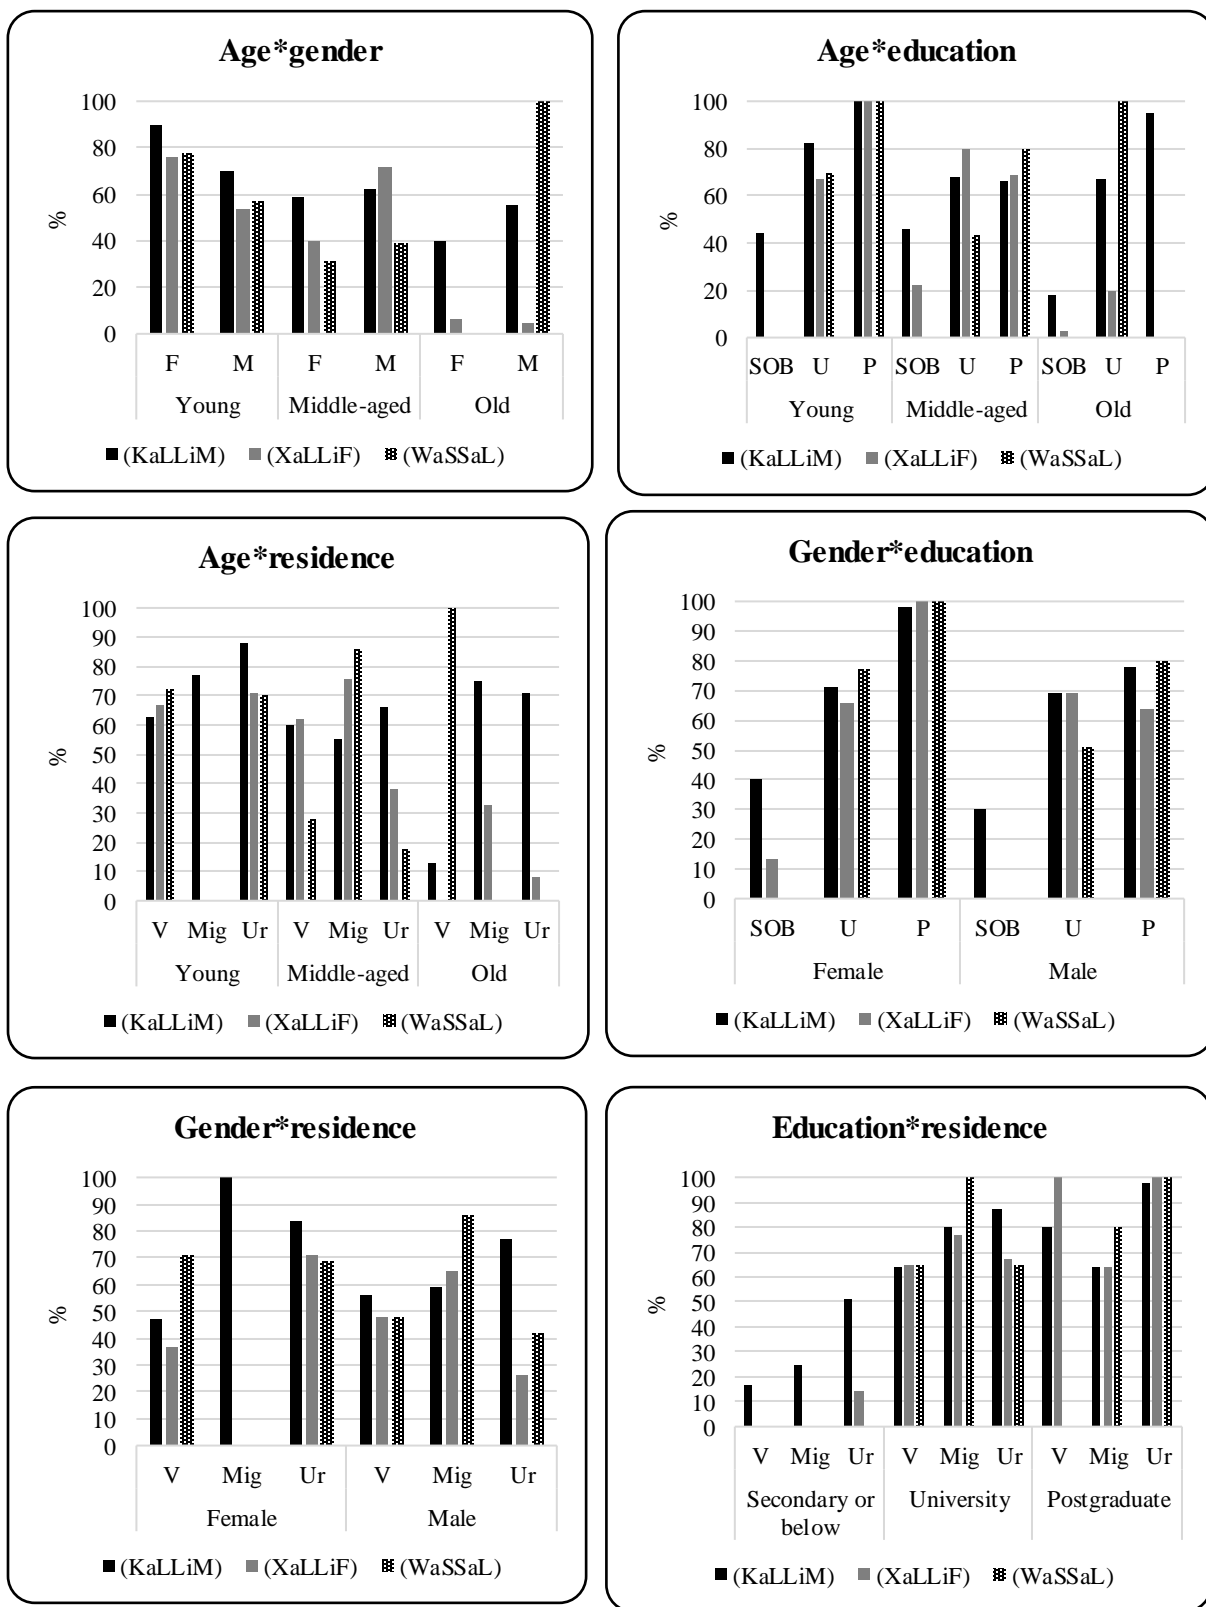 Age*gender
100
80
60
40
20
0
%
F M F M F M
Young Middle-aged Old
(KaLLiM) (XaLLiF) (WaSSaL)
Age*education
100
80
60
40
20
0
%
SOB U P SOB U P SOB U P
Young Middle-aged Old
(KaLLiM) (XaLLiF) (WaSSaL)
Age*residence
100
90
80
70
60
50
40
30
20
10
0
%
V Mig Ur V Mig Ur V Mig Ur
Young Middle-aged Old
(KaLLiM) (XaLLiF) (WaSSaL)
Gender*education
100
90
80
70
60
50
40
30
20
10
0
%
SOB U P SOB U P
Female Male
(KaLLiM) (XaLLiF) (WaSSaL)
Gender*residence
100
90
80
70
60
50
40
30
20
10
0
%
V Mig Ur V Mig Ur
Female Male
(KaLLiM) (XaLLiF) (WaSSaL)
Education*residence
100
90
80
70
60
50
40
30
20
10
0
%
V Mig Ur V Mig Ur V Mig Ur
Secondary or University Postgraduate
below
(KaLLiM) (XaLLiF) (WaSSaL)